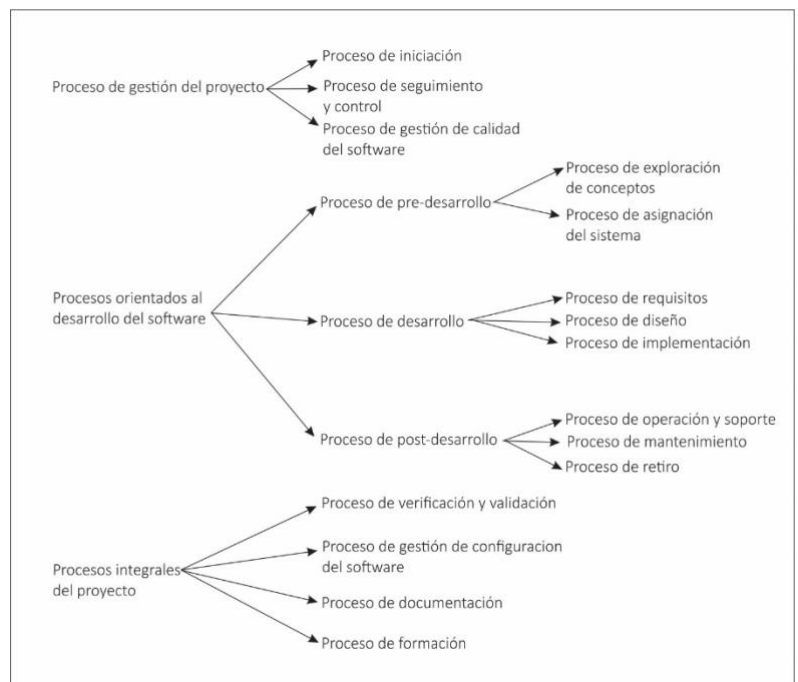 Proceso de gestión del proyecto
Proceso de iniciación
Proceso de seguimiento
y control
Proceso de gestión de calidad
del software
Procesos orientados al
desarrollo del software
Proceso de pre-desarrollo
Proceso de exploración
de conceptos
Proceso de asignación
del sistema
Proceso de desarrollo
Proceso de requisitos
Proceso de diseño
Proceso de implementación
Proceso de post-desarrollo
Proceso de operación y soporte
Proceso de mantenimiento
Proceso de retiro
Procesos integrales
del proyecto
Proceso de verificación y validación
Proceso de gestión de configuracion
del software
Proceso de documentación
Proceso de formación